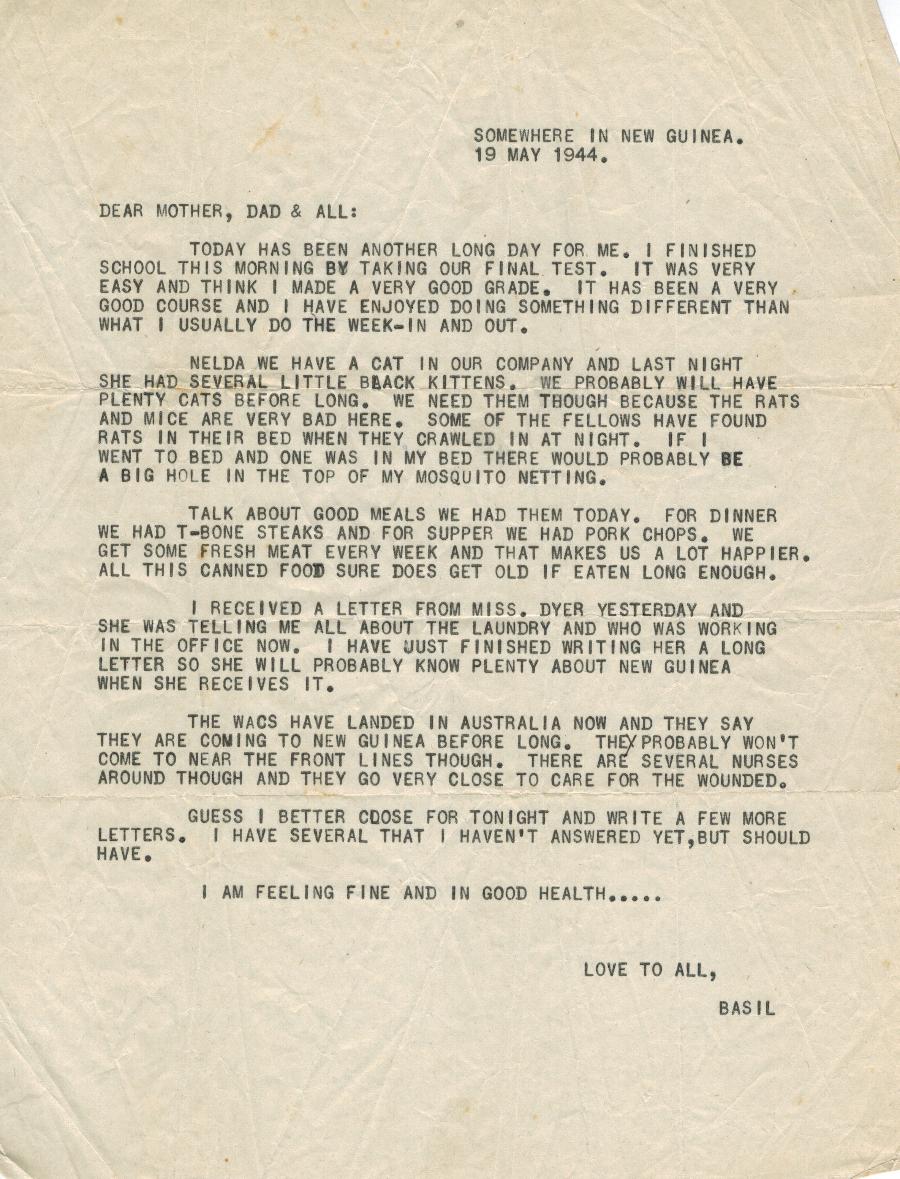 SOMEWHERE IN NEW GUINEA.
19 MAY 1944.
DEAR MOTHER, DAD & ALL:
TODAY HAS BEEN ANOTHER LONG DAY FOR ME. I FINISHED
SCHOOL THIS MORNING BY TAKING OUR FINAL TEST. IT WAS VERY
EASY AND THINK I MADE A VERY GOOD GRADE. IT HAS BEEN A VERY
GOOD COURSE AND I HAVE ENJOYED DOING SOMETHING DIFFERENT THAN
WHAT I USUALLY DO THE WEEK-IN AND OUT.
NELDA WE HAVE A CAT IN OUR COMPANY AND LAST NIGHT
SHE HAD SEVERAL LITTLE BLACK KITTENS. WE PROBABLY WILL HAVE
PLENTY CATS BEFORE LONG. WE NEED THEM THOUGH BECAUSE THE RATS
AND MICE ARE VERY BAD HERE. SOME OF THE FELLOWS HAVE FOUND
RATS IN THEIR BED WHEN THEY CRAWLED IN AT NIGHT. IF I
WENT TO BED AND ONE WAS IN MY BED THERE WOULD PROBABLY BE
A BIG HOLE IN THE TOP OF MY MOSQUITO NETTING.
TALK ABOUT GOOD MEALS WE HAD THEM TODAY. FOR DINNER
WE HAD T-BONE STEAKS AND FOR SUPPER WE HAD PORK CHOPS. WE
GET SOME FRESH MEAT EVERY WEEK AND THAT MAKES US A LOT HAPPIER.
ALL THIS CANNED FOOD SURE DOES GET OLD IF EATEN LONG ENOUGH.
I RECEIVED A LETTER FROM MISS. DYER YESTERDAY AND
SHE WAS TELLING ME ALL ABOUT THE LAUNDRY AND WHO WAS WORKING
IN THE OFFICE NOW. I HAVE JUST FINISHED WRITING HER A LONG
LETTER SO SHE WILL PROBABLY KNOW PLENTY ABOUT NEW GUINEA
WHEN SHE RECEIVES IT.
THE WACS HAVE LANDED IN AUSTRALIA NOW AND THEY SAY
THEY ARE COMING TO NEW GUINEA BEFORE LONG. THEY PROBABLY WON'T
COME TO NEAR THE FRONT LINES THOUGH. THERE ARE SEVERAL NURSES
AROUND THOUGH AND THEY GO VERY CLOSE TO CARE FOR THE WOUNDED.
GUESS I BETTER CLOSE FOR TONIGHT AND WRITE A FEW MORE
LETTERS. I HAVE SEVERAL THAT I HAVEN'T ANSWERED YET,BUT SHOULD
HAVE.
I AM FEELING FINE AND IN GOOD HEALTH.....
LOVE TO ALL,
BASIL